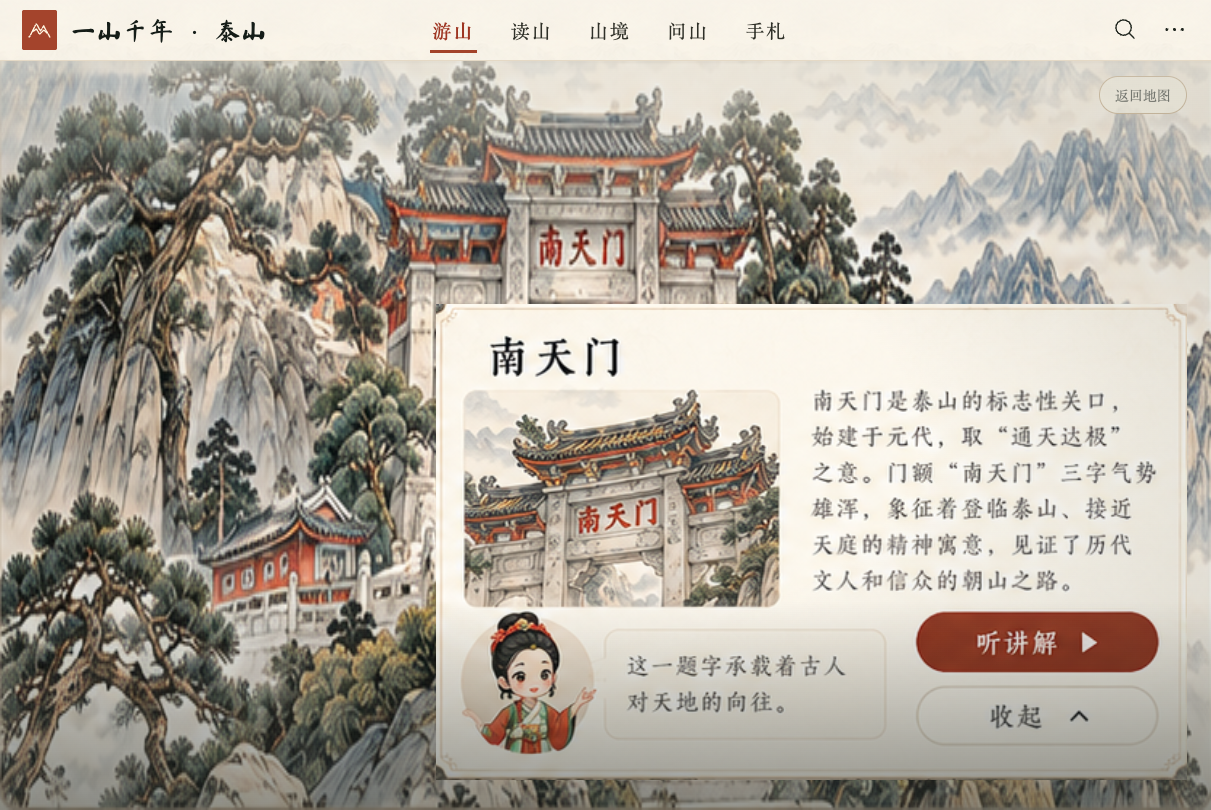 一山千年 · 泰山
游山 读山 山境 问山 手札
返回地图
南天门
南天门
南天门
南天门是泰山的标志性关口，
始建于元代，取“通天达极”
之意。门额“南天门”三字气势
雄浑，象征着登临泰山、接近
天庭的精神寓意，见证了历代
文人和信众的朝山之路。
这一题字承载着古人
对天地的向往。
听讲解
收起